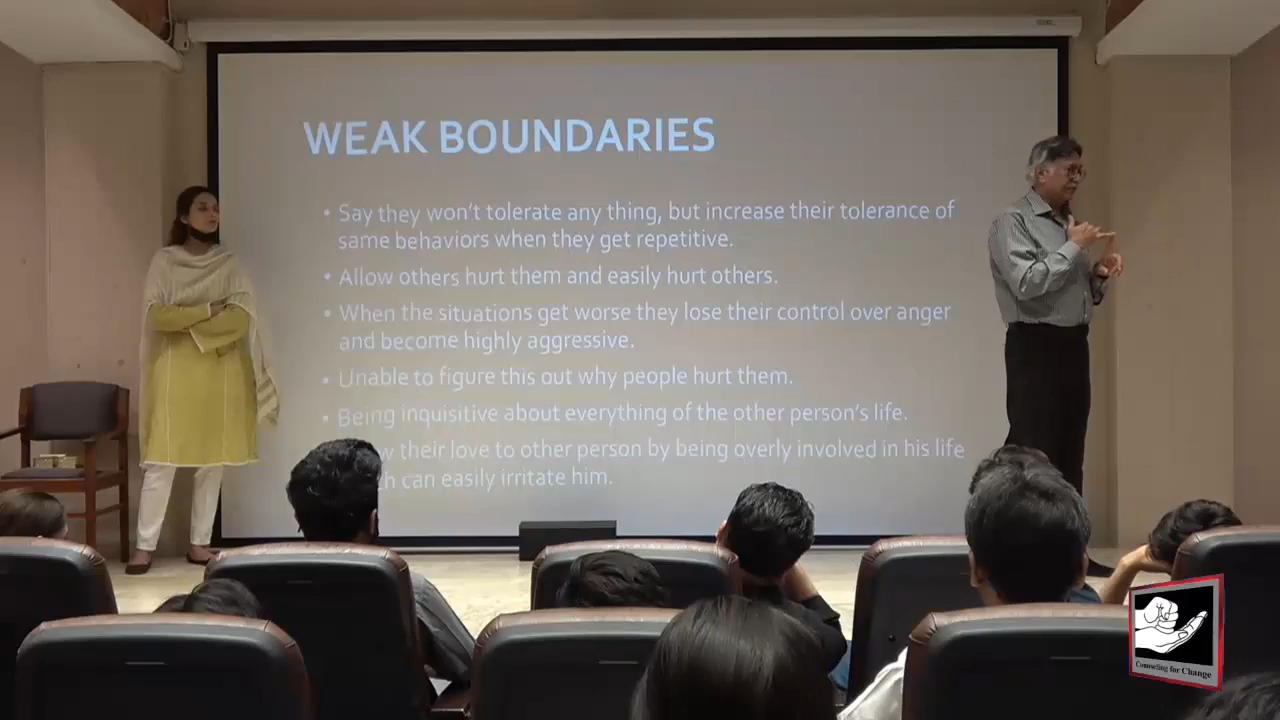 WEAK BOUNDARIES
• Say they won't tolerate any thing, but increase their tolerance of
same behaviors when they get repetitive.
• Allow others hurt them and easily hurt others.
• When the situations get worse they lose their control over anger
and become highly aggressive.
• Unable to figure this out why people hurt them.
• Being inquisitive about everything of the other person's life.
their love to other person by being overly involved in his life
can easily irritate him.
Counseling for Change